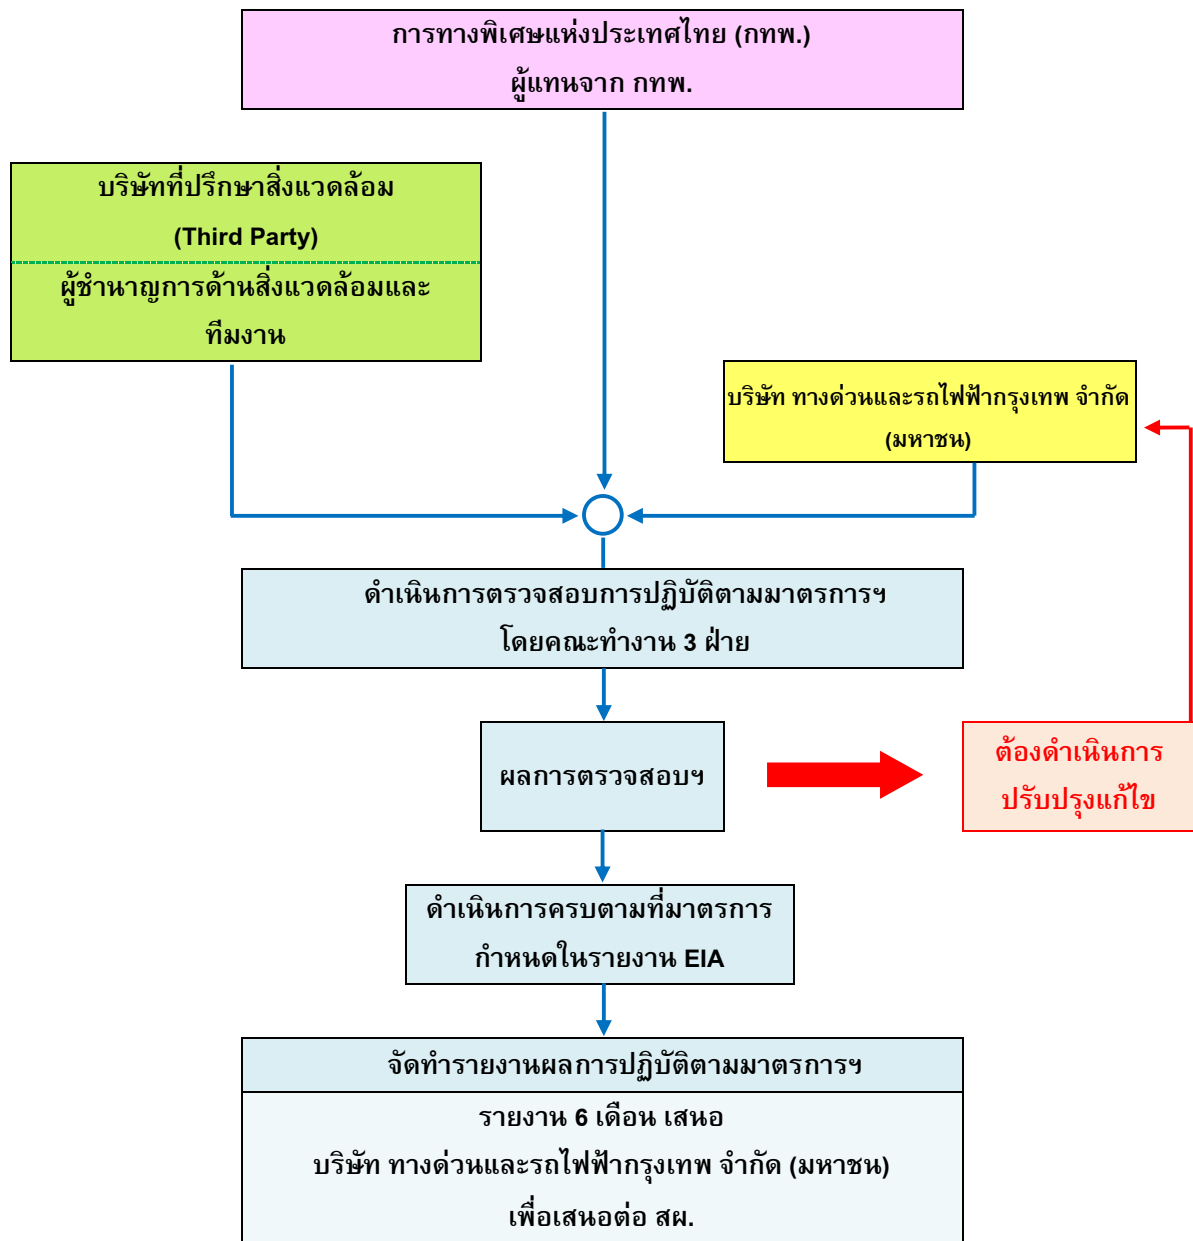 การทางพิเศษแห่งประเทศไทย (กทพ.)
ผู้แทนจาก กทพ.
บริษัทที่ปรึกษาสิ่งแวดล้อม
(Third Party)
ผู้ชำนาญการด้านสิ่งแวดล้อมและ
ทีมงาน
บริษัท ทางด่วนและรถไฟฟ้ากรุงเทพ จำกัด
(มหาชน)
ดำเนินการตรวจสอบการปฏิบัติตามมาตรการฯ
โดยคณะทำงาน 3 ฝ่าย
ผลการตรวจสอบฯ
ต้องดำเนินการ
ปรับปรุงแก้ไข
ดำเนินการครบตามที่มาตรการ
กำหนดในรายงาน EIA
จัดทำรายงานผลการปฏิบัติตามมาตรการฯ
รายงาน 6 เดือน เสนอ
บริษัท ทางด่วนและรถไฟฟ้ากรุงเทพ จำกัด (มหาชน)
เพื่อเสนอต่อ สผ.